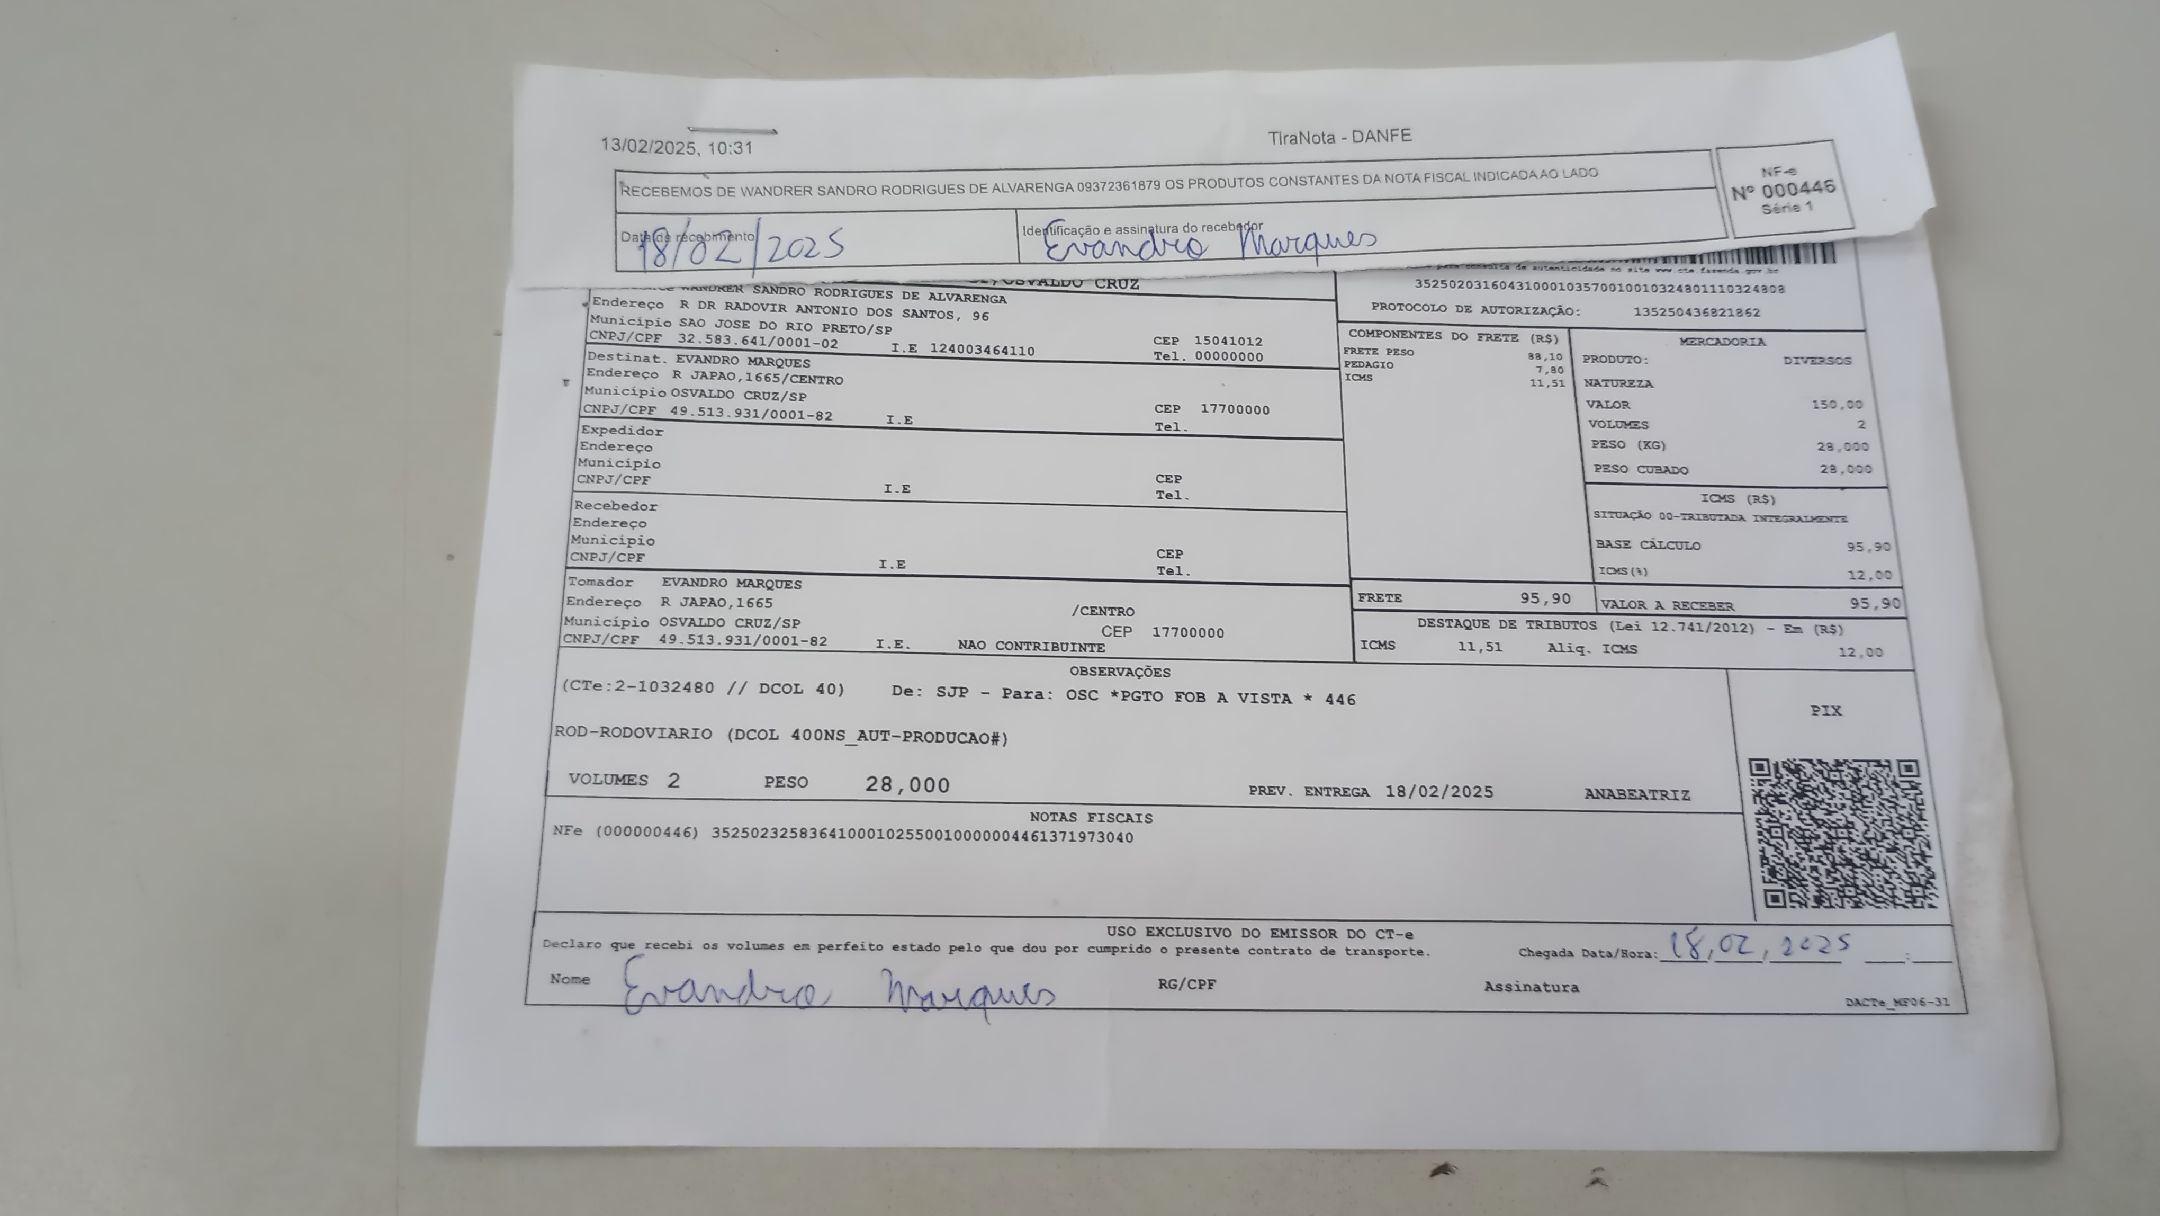 13/02/2025, 10:31
TiraNota - DANFE
RECEBEMOS DE WANDRER SANDRO RODRIGUES DE ALVARENGA 09372361879 OS PRODUTOS CONSTANTES DA NOTA FISCAL INDICADA AO LADO
NF-e
Nº 000446
Série 1
Data de recebimento
18/02/2025
Identificação e assinatura do recebedor
Evandro Marques
OSVALDO CRUZ
consulta de autenticidade no site www.cte.fazenda.gov.br
35250203160431000103570010010324801110324808
PROTOCOLO DE AUTORIZAÇÃO: 135250436821862
WANDRER SANDRO RODRIGUES DE ALVARENGA
Endereço R DR RADOVIR ANTONIO DOS SANTOS, 96
Município SAO JOSE DO RIO PRETO/SP CEP 15041012
CNPJ/CPF 32.583.641/0001-02 I.E 124003464110 Tel. 00000000
Destinat. EVANDRO MARQUES
Endereço R JAPAO,1665/CENTRO
Município OSVALDO CRUZ/SP CEP 17700000
CNPJ/CPF 49.513.931/0001-82 I.E Tel.
Expedidor
Endereço
Município CEP
CNPJ/CPF I.E Tel.
Recebedor
Endereço
Município CEP
CNPJ/CPF I.E Tel.
Tomador EVANDRO MARQUES
Endereço R JAPAO,1665 /CENTRO
Município OSVALDO CRUZ/SP CEP 17700000
CNPJ/CPF 49.513.931/0001-82 I.E. NAO CONTRIBUINTE
COMPONENTES DO FRETE (R$)
FRETE PESO 88,10
PEDAGIO 7,80
ICMS 11,51
MERCADORIA
PRODUTO: DIVERSOS
NATUREZA
VALOR 150,00
VOLUMES 2
PESO (KG) 28,000
PESO CUBADO 28,000
ICMS (R$)
SITUAÇÃO 00-TRIBUTADA INTEGRALMENTE
BASE CÁLCULO 95,90
ICMS(%) 12,00
FRETE 95,90
VALOR A RECEBER 95,90
DESTAQUE DE TRIBUTOS (Lei 12.741/2012) - Em (R$)
ICMS 11,51 Aliq. ICMS 12,00
OBSERVAÇÕES
(CTe:2-1032480 // DCOL 40) De: SJP - Para: OSC *PGTO FOB A VISTA * 446
ROD-RODOVIARIO (DCOL 400NS_AUT-PRODUCAO#)
VOLUMES 2 PESO 28,000 PREV. ENTREGA 18/02/2025 ANABEATRIZ
PIX
NOTAS FISCAIS
NFe (000000446) 35250232583641000102550010000004461371973040
USO EXCLUSIVO DO EMISSOR DO CT-e
Declaro que recebi os volumes em perfeito estado pelo que dou por cumprido o presente contrato de transporte.
Chegada Data/Hora: 18,02,2025 :
Nome Evandro Marques RG/CPF Assinatura
DACTe_MF06-31